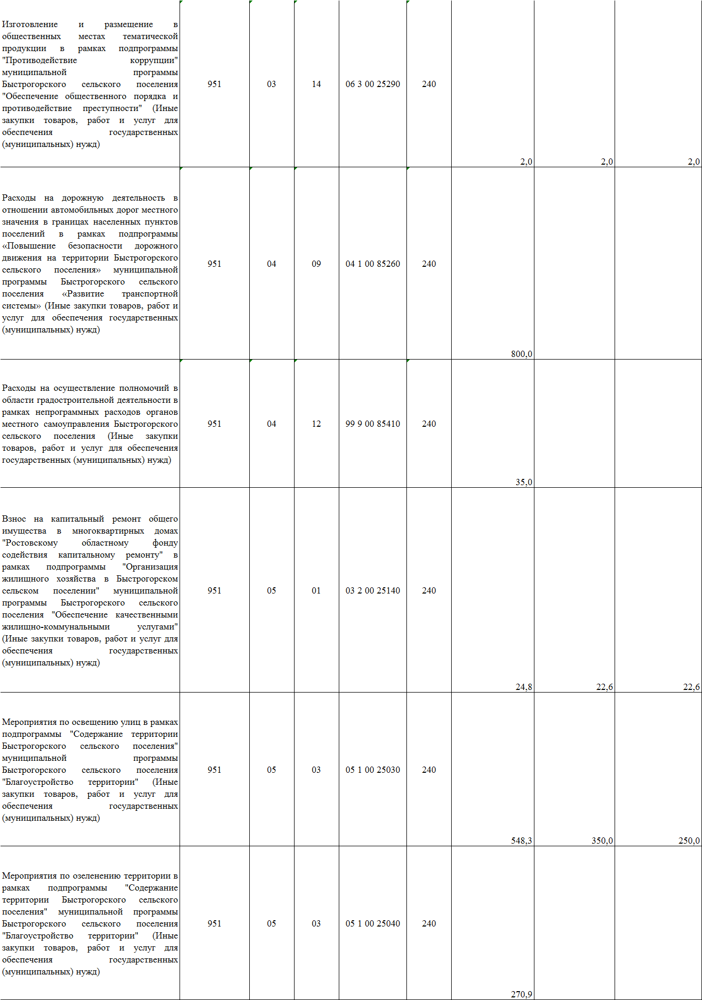 Изготовление и размещение в
общественных местах тематической
продукции в рамках подпрограммы
"Противодействие коррупции"
муниципальной программы
Быстрогорского сельского поселения
"Обеспечение общественного порядка и
противодействие преступности" (Иные
закупки товаров, работ и услуг для
обеспечения государственных
(муниципальных) нужд)
951 03 14 06 3 00 25290 240
2,0 2,0 2,0
Расходы на дорожную деятельность в
отношении автомобильных дорог местного
значения в границах населенных пунктов
поселений в рамках подпрограммы
«Повышение безопасности дорожного
движения на территории Быстрогорского
сельского поселения» муниципальной
программы Быстрогорского сельского
поселения «Развитие транспортной
системы» (Иные закупки товаров, работ и
услуг для обеспечения государственных
(муниципальных) нужд)
951 04 09 04 1 00 85260 240
800,0
Расходы на осуществление полномочий в
области градостроительной деятельности в
рамках непрограммных расходов органов
местного самоуправления Быстрогорского
сельского поселения (Иные закупки
товаров, работ и услуг для обеспечения
государственных (муниципальных) нужд)
951 04 12 99 9 00 85410 240
35,0
Взнос на капитальный ремонт общего
имущества в многоквартирных домах
"Ростовскому областному фонду
содействия капитальному ремонту" в
рамках подпрограммы "Организация
жилищного хозяйства в Быстрогорском
сельском поселении" муниципальной
программы Быстрогорского сельского
поселения "Обеспечение качественными
жилищно-коммунальными услугами"
(Иные закупки товаров, работ и услуг для
обеспечения государственных
(муниципальных) нужд)
951 05 01 03 2 00 25140 240
24,8 22,6 22,6
Мероприятия по освещению улиц в рамках
подпрограммы "Содержание территории
Быстрогорского сельского поселения"
муниципальной программы
Быстрогорского сельского поселения
"Благоустройство территории" (Иные
закупки товаров, работ и услуг для
обеспечения государственных
(муниципальных) нужд)
951 05 03 05 1 00 25030 240
548,3 350,0 250,0
Мероприятия по озеленению территории в
рамках подпрограммы "Содержание
территории Быстрогорского сельского
поселения" муниципальной программы
Быстрогорского сельского поселения
"Благоустройство территории" (Иные
закупки товаров, работ и услуг для
обеспечения государственных
(муниципальных) нужд)
951 05 03 05 1 00 25040 240
270,9